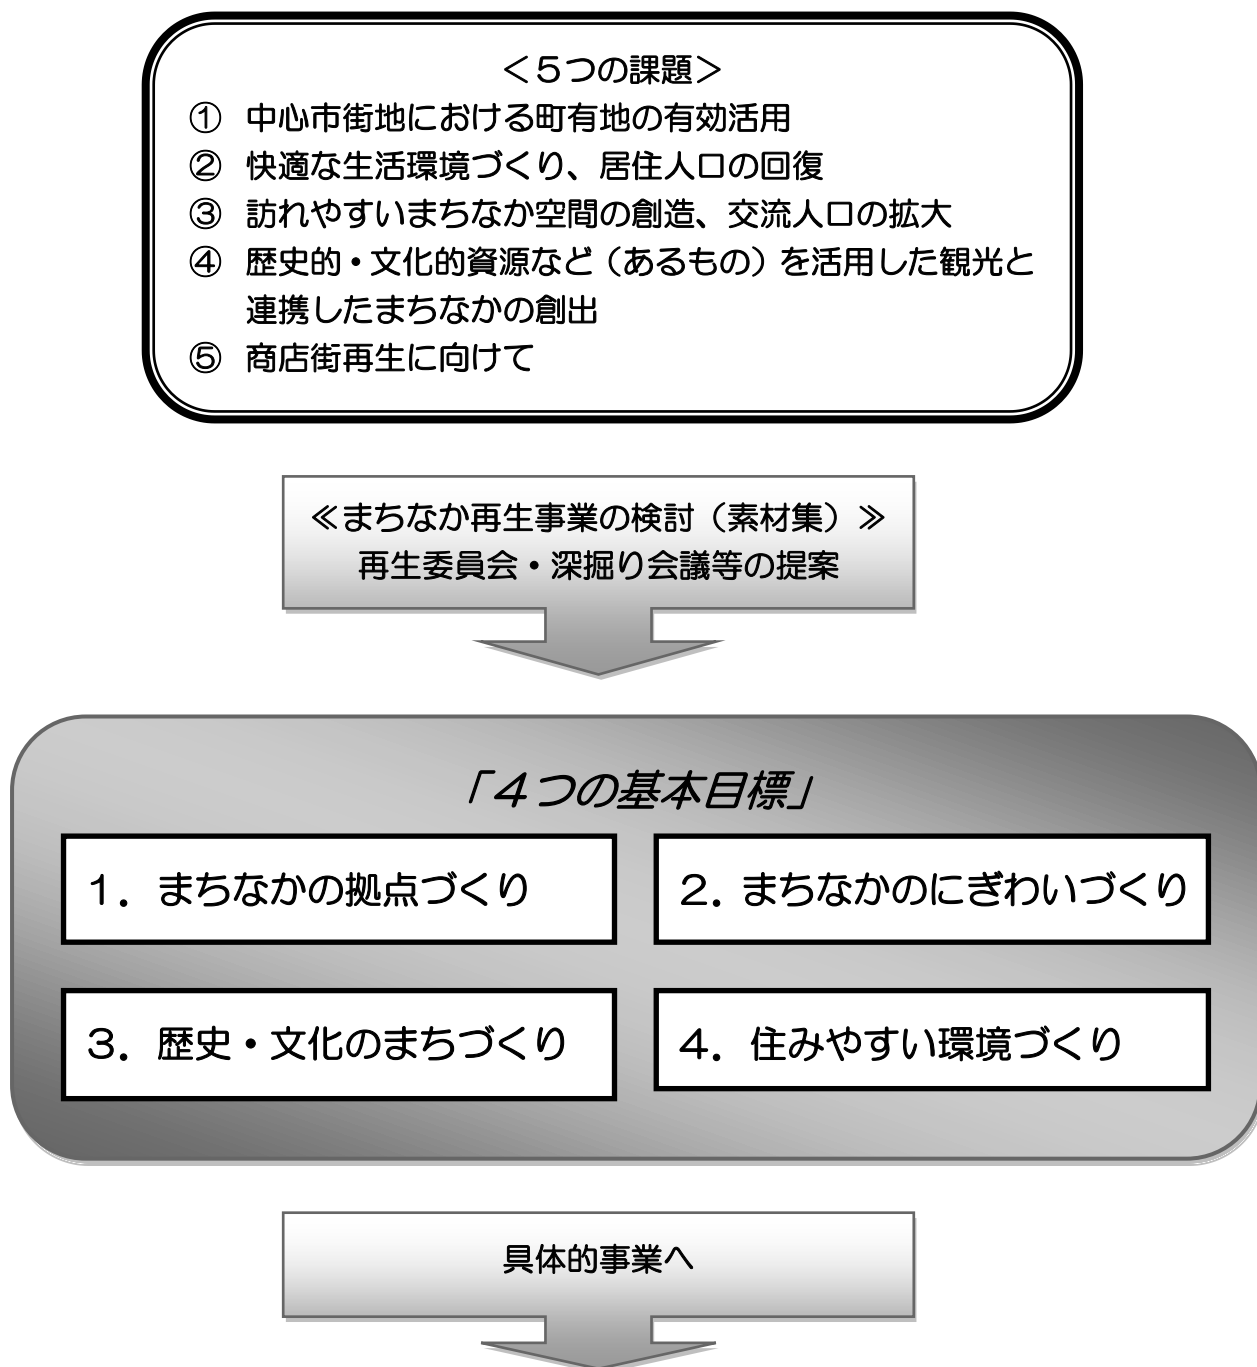 ＜５つの課題＞
① 中心市街地における町有地の有効活用
② 快適な生活環境づくり、居住人口の回復
③ 訪れやすいまちなか空間の創造、交流人口の拡大
④ 歴史的・文化的資源など（あるもの）を活用した観光と
連携したまちなかの創出
⑤ 商店街再生に向けて
≪まちなか再生事業の検討（素材集）≫
再生委員会・深掘り会議等の提案
「４つの基本目標」
１．まちなかの拠点づくり
２．まちなかのにぎわいづくり
３．歴史・文化のまちづくり
４．住みやすい環境づくり
具体的事業へ